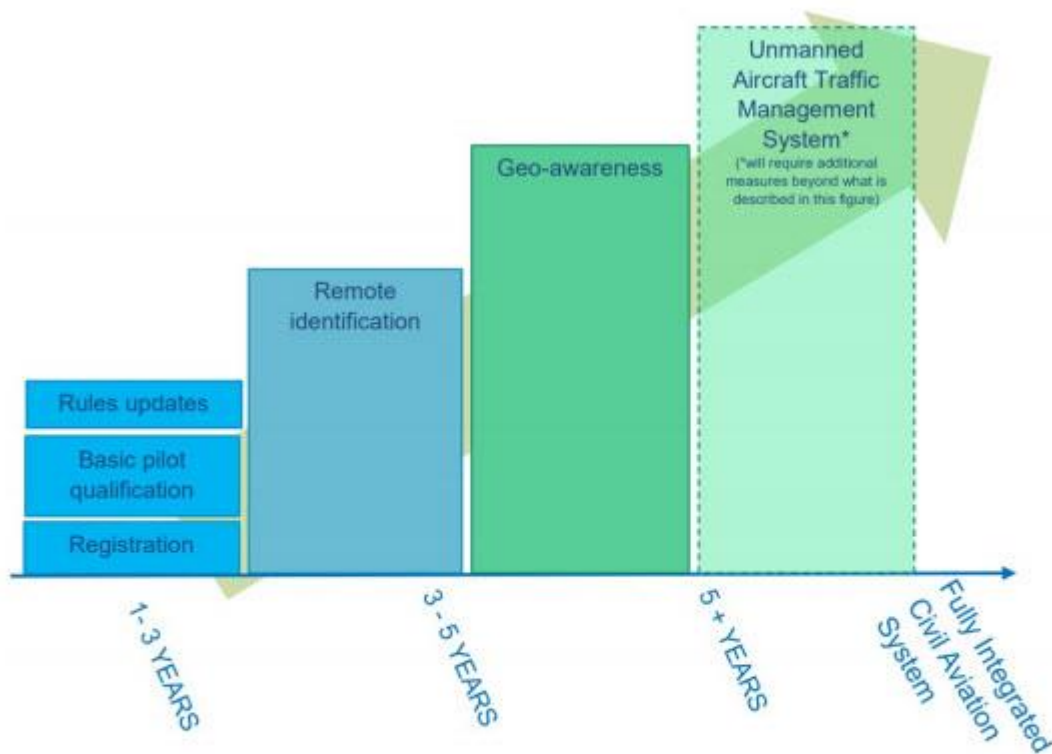 Unmanned
Aircraft Traffic
Management
System*
(*will require additional
measures beyond what is
described in this figure)
Geo-awareness
Remote
identification
Rules updates
Basic pilot
qualification
Registration
1- 3 YEARS
3 - 5 YEARS
5 + YEARS
Fully Integrated
Civil Aviation
System